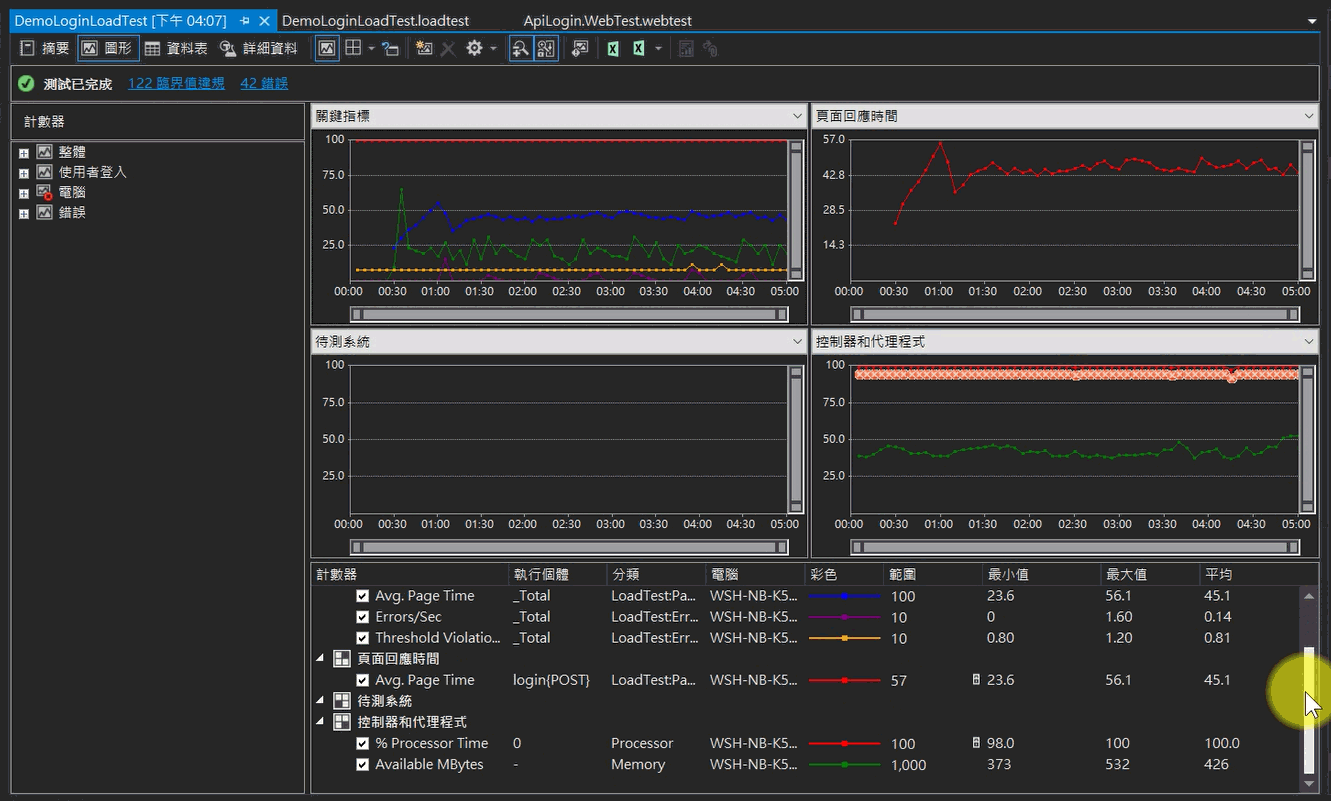 DemoLoginLoadTest [下午 04:07] DemoLoginLoadTest.loadtest ApiLogin.WebTest.webtest
摘要 圖形 資料表 詳細資料
測試已完成 122 臨界值違規 42 錯誤
計數器
整體
使用者登入
電腦
錯誤
關鍵指標
100
75.0
50.0
25.0
00:00 00:30 01:00 01:30 02:00 02:30 03:00 03:30 04:00 04:30 05:00
頁面回應時間
57.0
42.8
28.5
14.3
00:00 00:30 01:00 01:30 02:00 02:30 03:00 03:30 04:00 04:30 05:00
待測系統
100
75.0
50.0
25.0
00:00 00:30 01:00 01:30 02:00 02:30 03:00 03:30 04:00 04:30 05:00
控制器和代理程式
100
75.0
50.0
25.0
00:00 00:30 01:00 01:30 02:00 02:30 03:00 03:30 04:00 04:30 05:00
計數器 執行個體 分類 電腦 彩色 範圍 最小值 最大值 平均
Avg. Page Time _Total LoadTest:Pa... WSH-NB-K5... 100 23.6 56.1 45.1
Errors/Sec _Total LoadTest:Err... WSH-NB-K5... 10 0 1.60 0.14
Threshold Violatio... _Total LoadTest:Err... WSH-NB-K5... 10 0.80 1.20 0.81
頁面回應時間
Avg. Page Time login{POST} LoadTest:Pa... WSH-NB-K5... 57 23.6 56.1 45.1
待測系統
控制器和代理程式
% Processor Time 0 Processor WSH-NB-K5... 100 98.0 100 100.0
Available MBytes - Memory WSH-NB-K5... 1,000 373 532 426